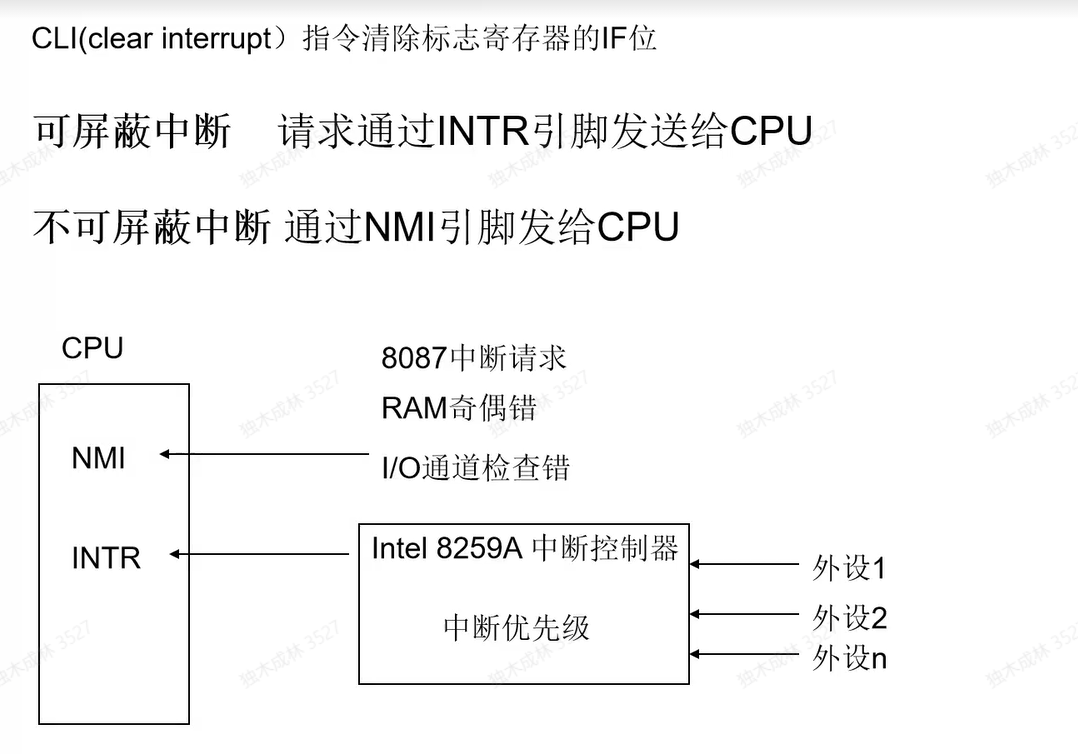 CLI(clear interrupt）指令清除标志寄存器的IF位
可屏蔽中断 请求通过INTR引脚发送给CPU
不可屏蔽中断 通过NMI引脚发给CPU
CPU
8087中断请求
RAM奇偶错
NMI
I/O通道检查错
INTR
Intel 8259A 中断控制器
外设1
中断优先级
外设2
外设n
独木成林 3527